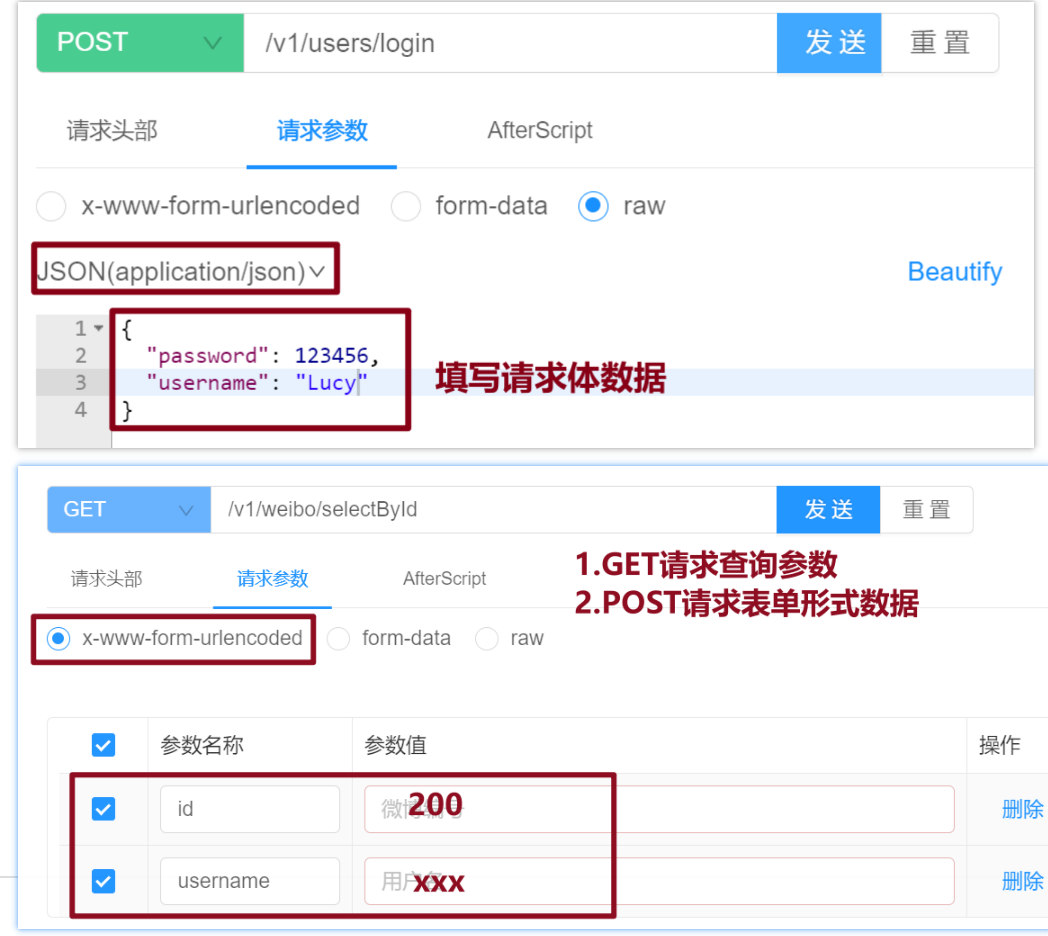 POST /v1/users/login 发 送 重 置
请求头部 请求参数 AfterScript
x-www-form-urlencoded form-data raw
JSON(application/json) Beautify
1 {
2 "password": 123456,
3 "username": "Lucy"
4 }
填写请求体数据
GET /v1/weibo/selectById 发 送 重 置
请求头部 请求参数 AfterScript
1.GET请求查询参数
2.POST请求表单形式数据
x-www-form-urlencoded form-data raw
参数名称 参数值 操作
id 200 删除
username xxx 删除